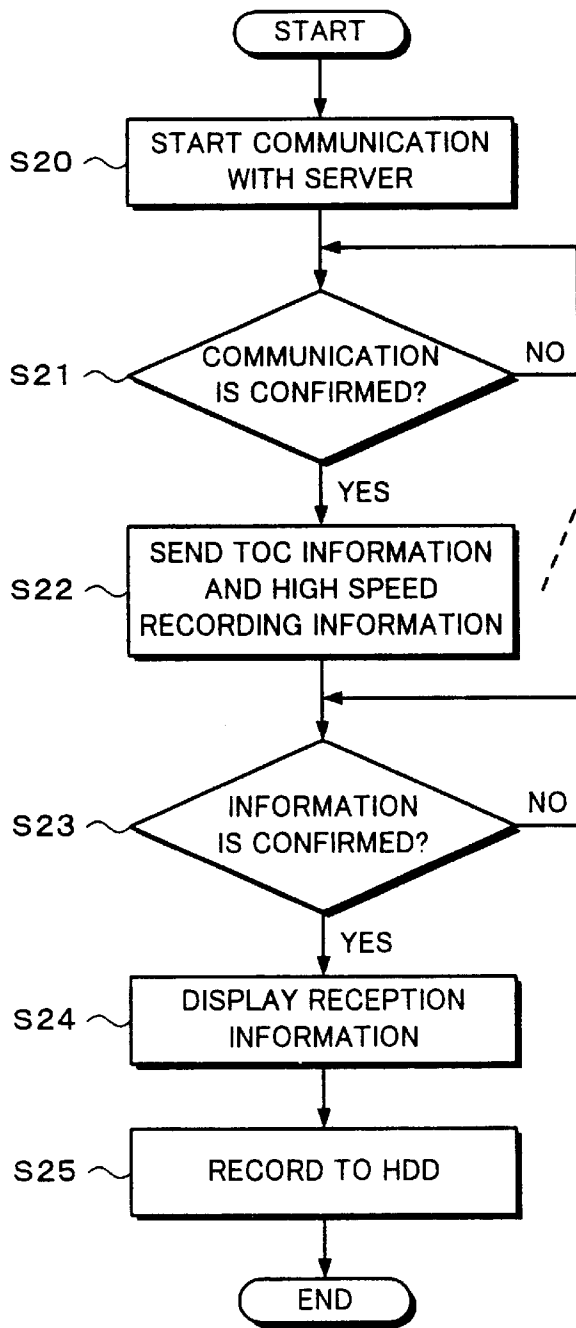 START
S20
START COMMUNICATION
WITH SERVER
S21
COMMUNICATION
IS CONFIRMED?
NO
YES
S22
SEND TOC INFORMATION
AND HIGH SPEED
RECORDING INFORMATION
S23
INFORMATION
IS CONFIRMED?
NO
YES
S24
DISPLAY RECEPTION
INFORMATION
S25
RECORD TO HDD
END